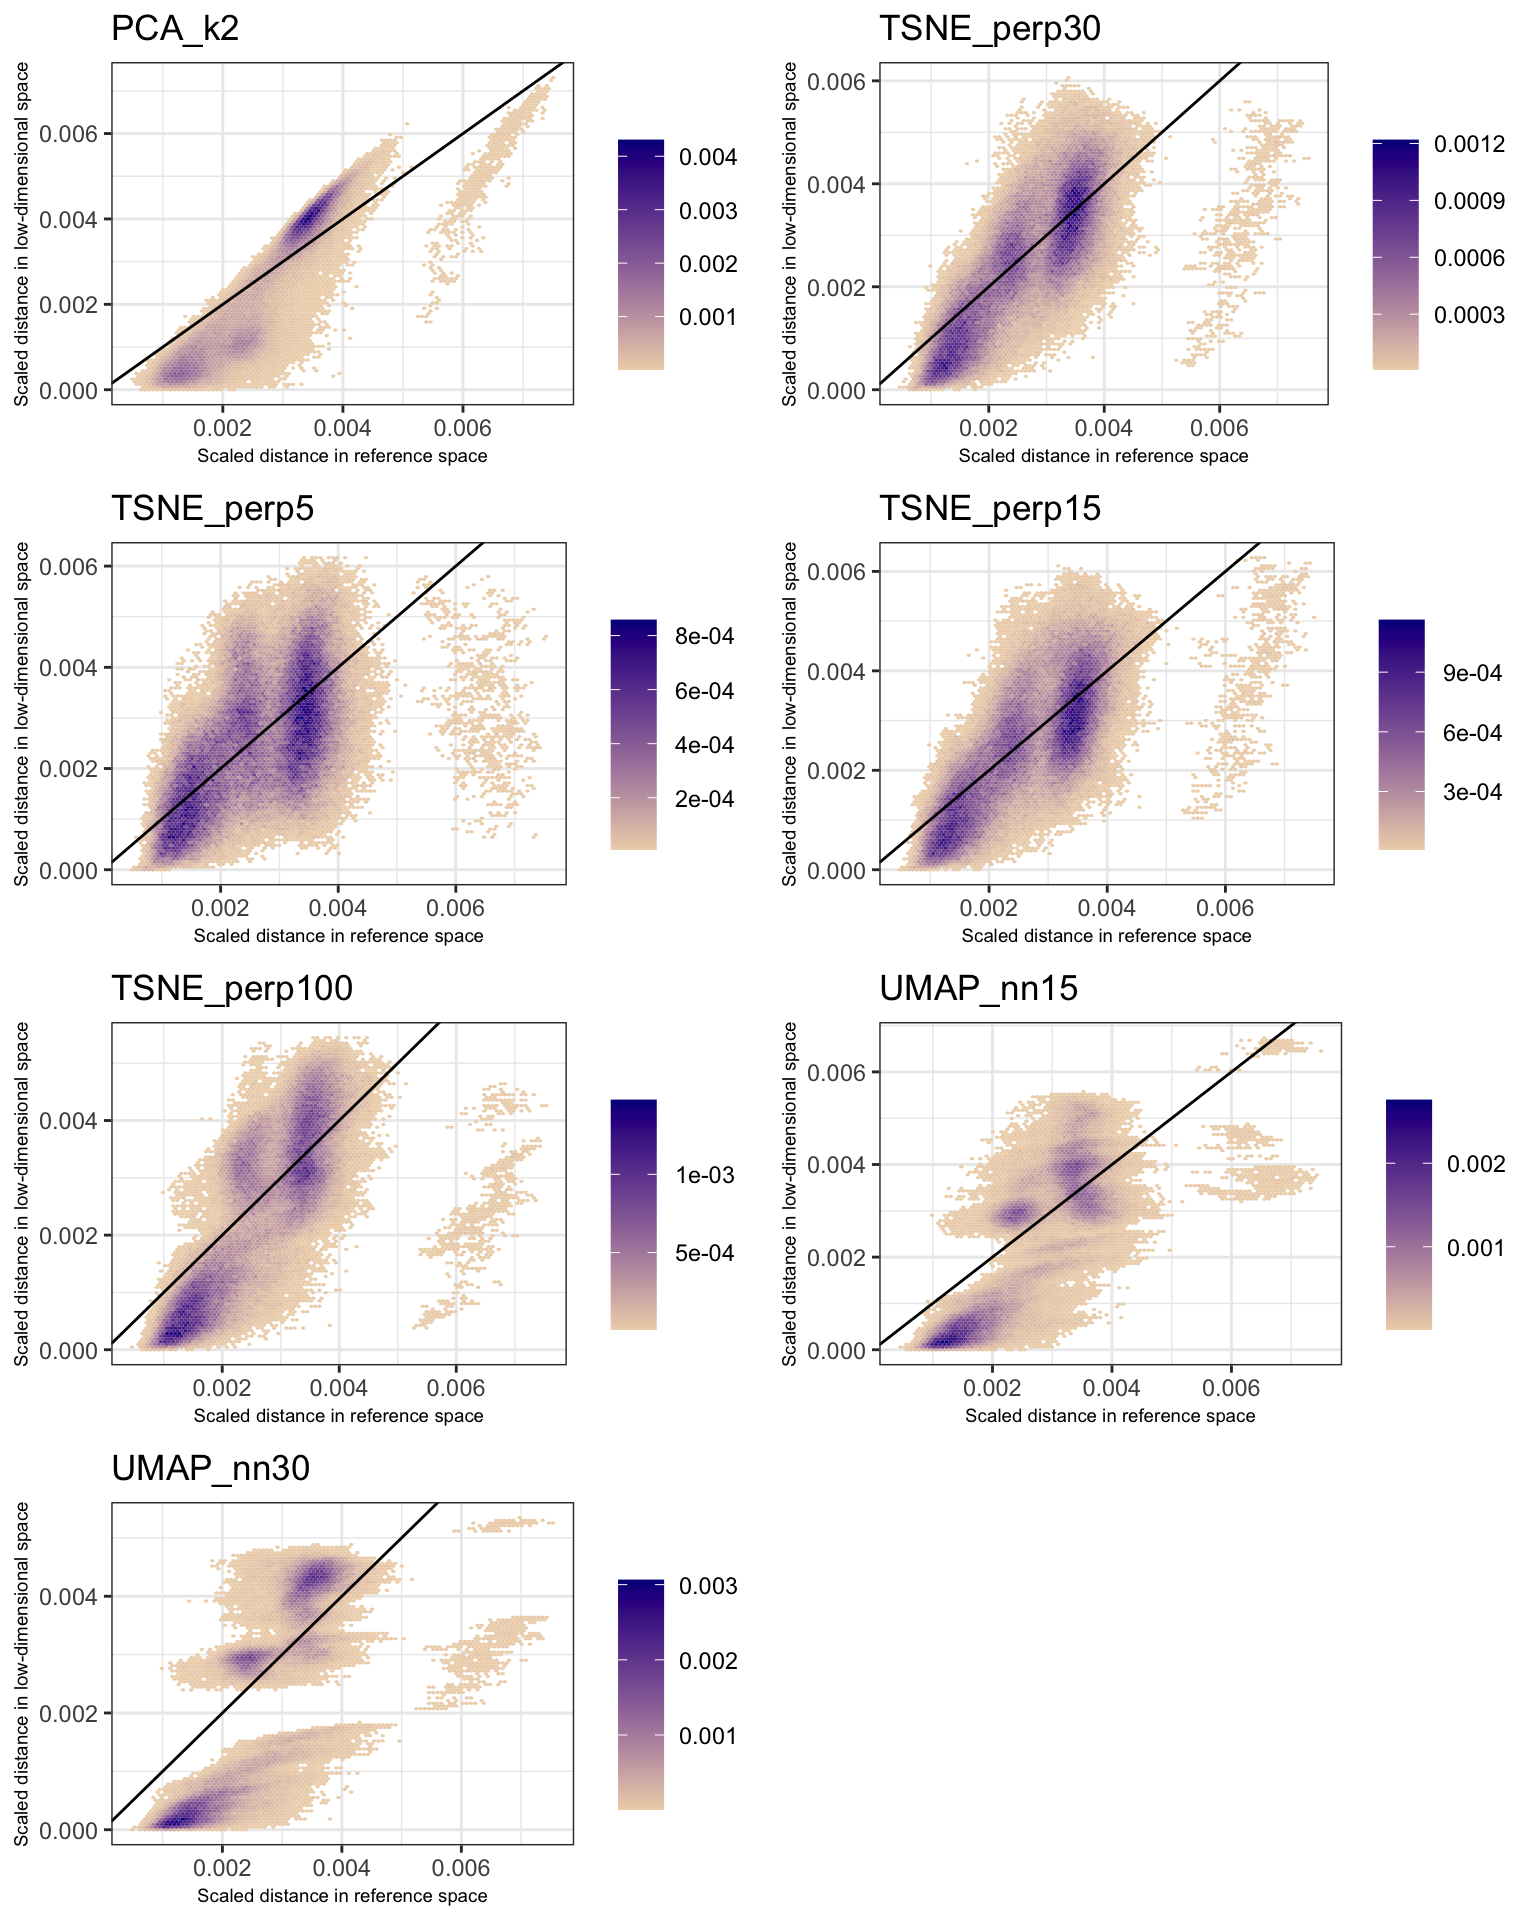 PCA_k2
Scaled distance in low-dimensional space
0.006
0.004
0.002
0.000
0.002 0.004 0.006
Scaled distance in reference space
0.004
0.003
0.002
0.001
TSNE_perp30
Scaled distance in low-dimensional space
0.006
0.004
0.002
0.000
0.002 0.004 0.006
Scaled distance in reference space
0.0012
0.0009
0.0006
0.0003
TSNE_perp5
Scaled distance in low-dimensional space
0.006
0.004
0.002
0.000
0.002 0.004 0.006
Scaled distance in reference space
8e-04
6e-04
4e-04
2e-04
TSNE_perp15
Scaled distance in low-dimensional space
0.006
0.004
0.002
0.000
0.002 0.004 0.006
Scaled distance in reference space
9e-04
6e-04
3e-04
TSNE_perp100
Scaled distance in low-dimensional space
0.004
0.002
0.000
0.002 0.004 0.006
Scaled distance in reference space
1e-03
5e-04
UMAP_nn15
Scaled distance in low-dimensional space
0.006
0.004
0.002
0.000
0.002 0.004 0.006
Scaled distance in reference space
0.002
0.001
UMAP_nn30
Scaled distance in low-dimensional space
0.004
0.002
0.000
0.002 0.004 0.006
Scaled distance in reference space
0.003
0.002
0.001